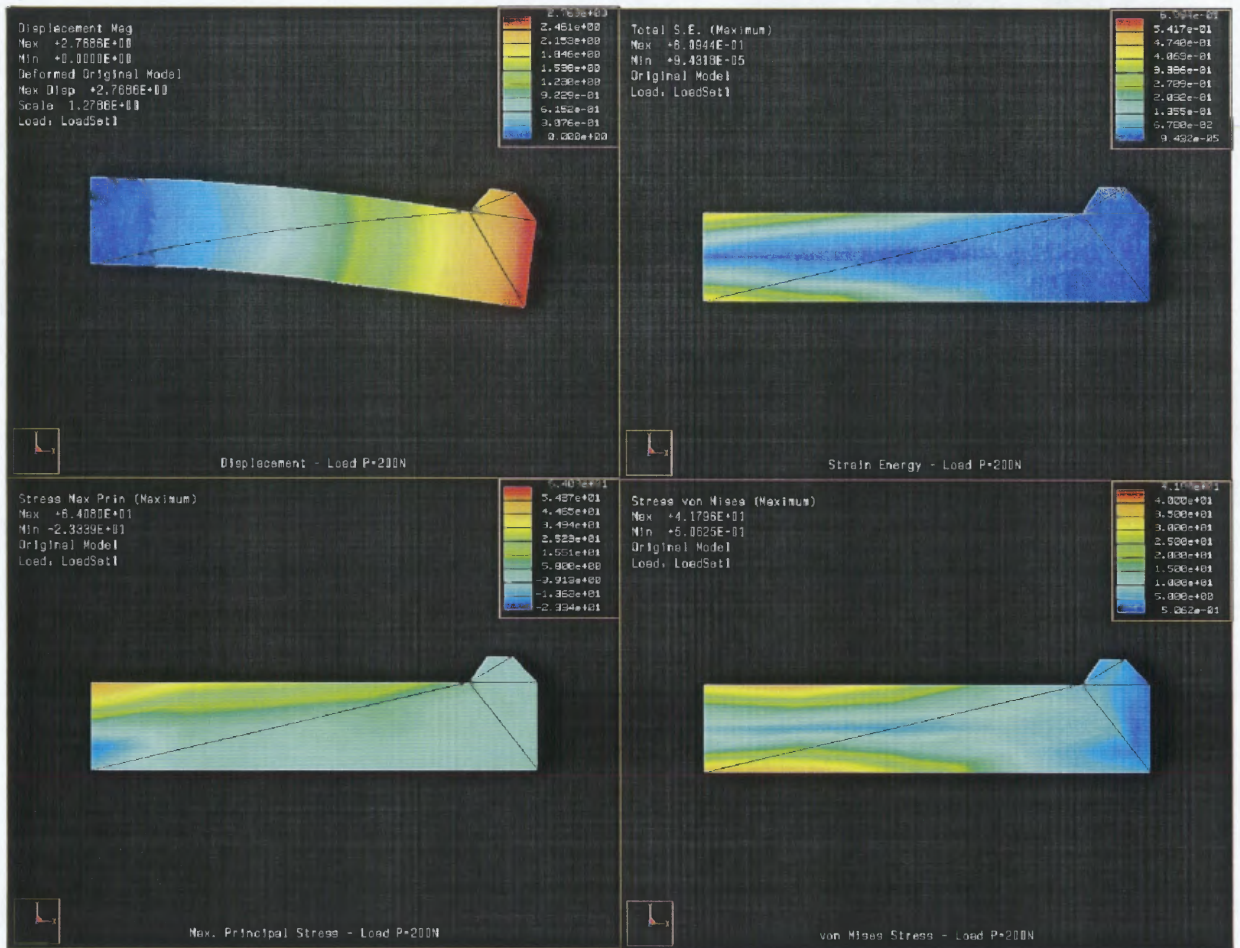 Displacement Mag
Max +2.7686E+00
Min +0.0000E+00
Deformed Original Model
Max Disp +2.7686E+00
Scale 1.2786E+00
Load: LoadSet1
2.461e+00
2.153e+00
1.846e+00
1.538e+00
1.230e+00
9.229e-01
6.152e-01
3.076e-01
0.000e+00
Displacement - Load P=200N
Total S.E. (Maximum)
Max +6.0944E-01
Min +9.4316E-05
Original Model
Load: LoadSet1
5.417e-01
4.740e-01
4.063e-01
3.386e-01
2.709e-01
2.032e-01
1.355e-01
6.780e-02
9.432e-05
Strain Energy - Load P=200N
Stress Max Prin (Maximum)
Max +6.4080E+01
Min -2.3339E+01
Original Model
Load: LoadSet1
5.437e+01
4.465e+01
3.494e+01
2.523e+01
1.551e+01
5.800e+00
-3.913e+00
-1.363e+01
-2.334e+01
Max. Principal Stress - Load P=200N
Stress von Mises (Maximum)
Max +4.1796E+01
Min +5.0625E-01
Original Model
Load: LoadSet1
4.000e+01
3.500e+01
3.000e+01
2.500e+01
2.000e+01
1.500e+01
1.000e+01
5.000e+00
5.062e-01
von Mises Stress - Load P=200N